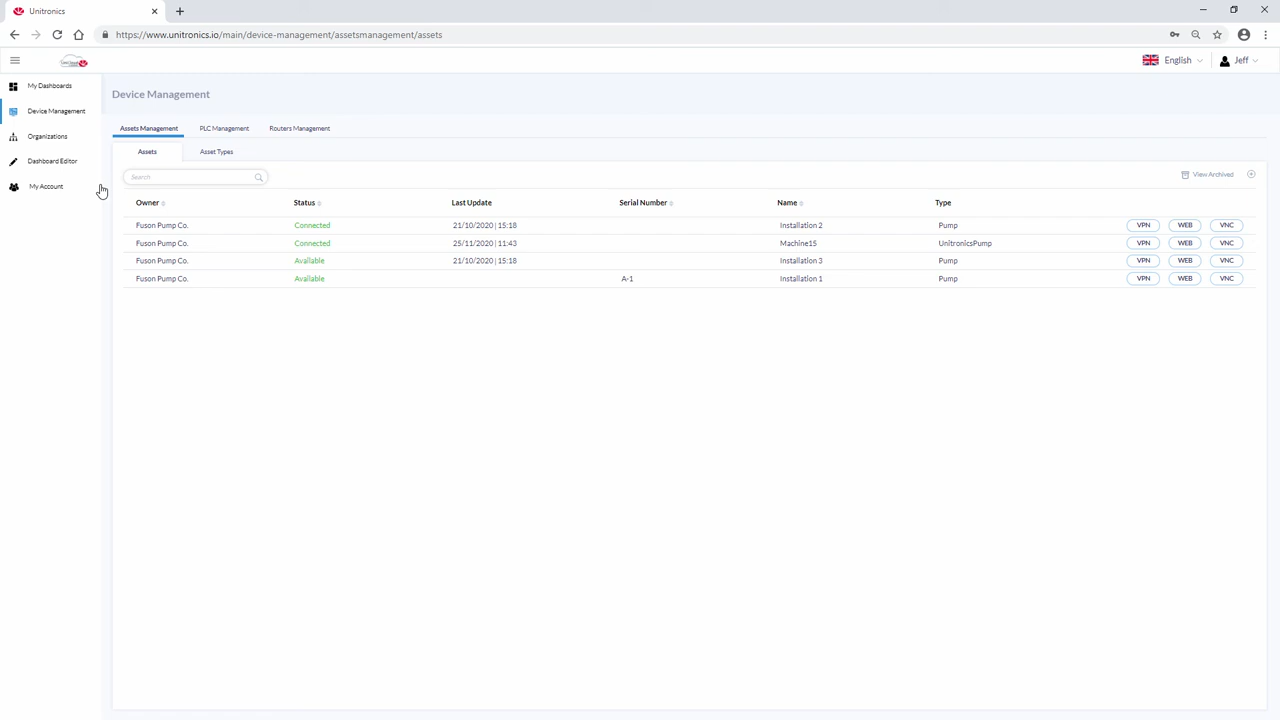 Unitronics
https://www.unitronics.io/main/device-management/assetsmanagement/assets
UniCloud
English
Jeff
My Dashboards
Device Management
Organizations
Dashboard Editor
My Account
Device Management
Assets Management PLC Management Routers Management
Assets Asset Types
Search
View Archived
Owner Status Last Update Serial Number Name Type
Fuson Pump Co. Connected 21/10/2020 | 15:18 Installation 2 Pump VPN WEB VNC
Fuson Pump Co. Connected 25/11/2020 | 11:43 Machine15 UnitronicsPump VPN WEB VNC
Fuson Pump Co. Available 21/10/2020 | 15:18 Installation 3 Pump VPN WEB VNC
Fuson Pump Co. Available A-1 Installation 1 Pump VPN WEB VNC